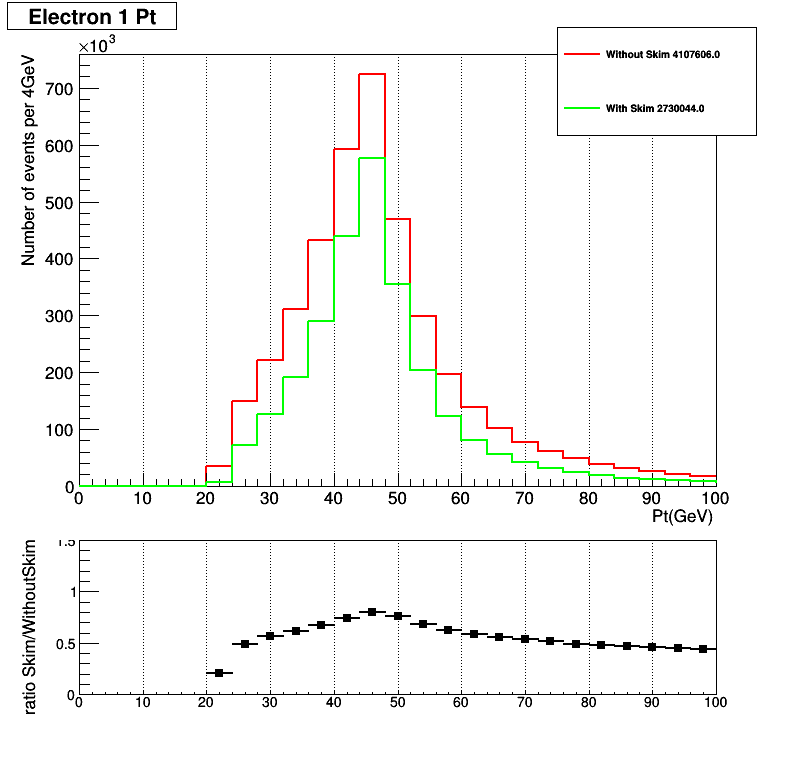 Electron 1 Pt
×10³
Number of events per 4GeV
Without Skim 4107606.0
With Skim 2730044.0
700
600
500
400
300
200
100
0
0 10 20 30 40 50 60 70 80 90 100
Pt(GeV)
ratio Skim/WithoutSkim
1.5
1
0.5
0
0 10 20 30 40 50 60 70 80 90 100